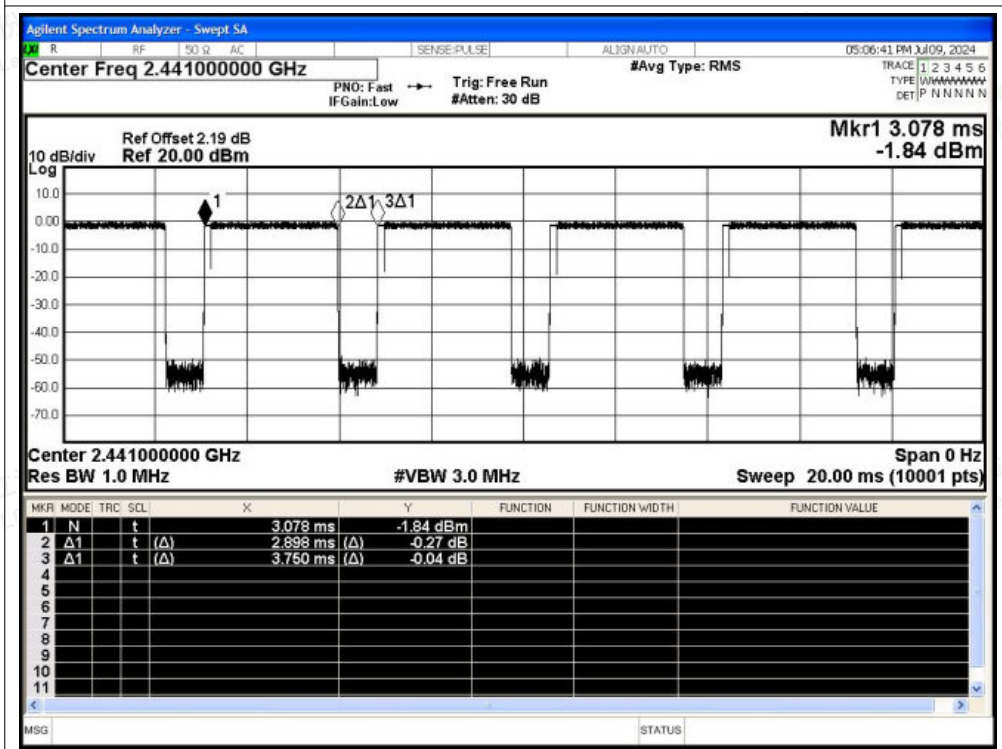 Agilent Spectrum Analyzer - Swept SA
LXI R RF 50 Ω AC SENSE:PULSE ALIGN AUTO 05:06:41 PM Jul 09, 2024
Center Freq 2.441000000 GHz
PNO: Fast
IFGain:Low
Trig: Free Run
#Atten: 30 dB
#Avg Type: RMS
TRACE 1 2 3 4 5 6
TYPE WWWWWW
DET P N N N N N
Mkr1 3.078 ms
-1.84 dBm
Ref Offset 2.19 dB
10 dB/div Ref 20.00 dBm
Log
1 2Δ1 3Δ1
10.0
0.00
-10.0
-20.0
-30.0
-40.0
-50.0
-60.0
-70.0
Center 2.441000000 GHz Span 0 Hz
Res BW 1.0 MHz #VBW 3.0 MHz Sweep 20.00 ms (10001 pts)
MKR MODE TRC SCL X Y FUNCTION FUNCTION WIDTH FUNCTION VALUE
1 N t 3.078 ms -1.84 dBm
2 Δ1 t (Δ) 2.898 ms (Δ) -0.27 dB
3 Δ1 t (Δ) 3.750 ms (Δ) -0.04 dB
4
5
6
7
8
9
10
11
MSG STATUS